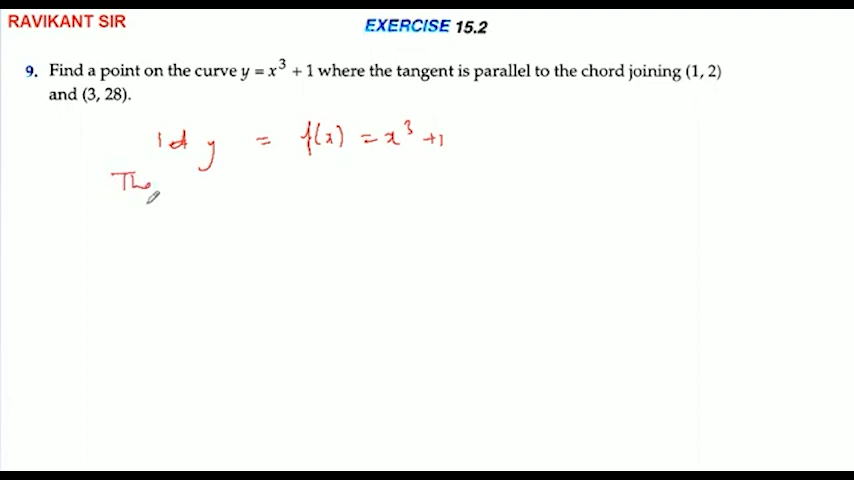 RAVIKANT SIR
EXERCISE 15.2
9. Find a point on the curve y = x³ + 1 where the tangent is parallel to the chord joining (1, 2)
and (3, 28).
let y = f(x) = x³ + 1
The